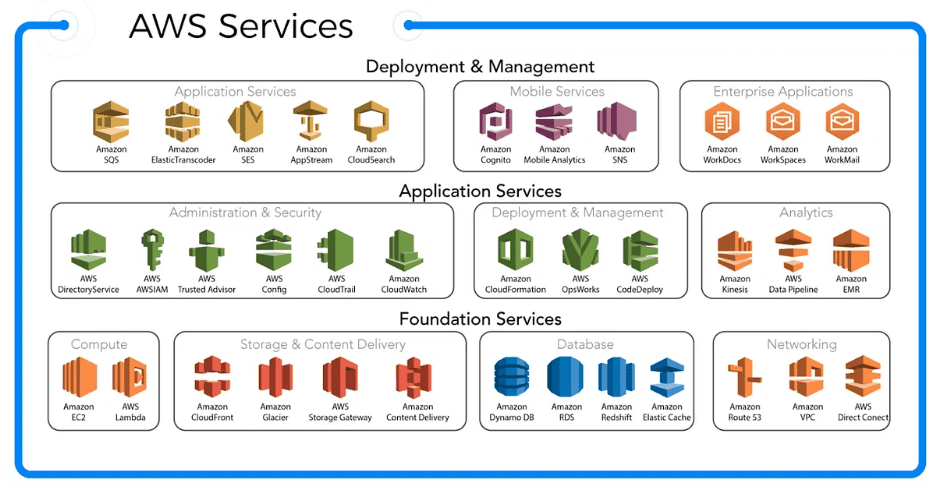 AWS Services
Deployment & Management
Application Services
Mobile Services
Enterprise Applications
Amazon
SQS
Amazon
ElasticTranscoder
Amazon
SES
Amazon
AppStream
Amazon
CloudSearch
Amazon
Cognito
Amazon
Mobile Analytics
Amazon
SNS
Amazon
WorkDocs
Amazon
WorkSpaces
Amazon
WorkMail
Application Services
Administration & Security
Deployment & Management
Analytics
AWS
DirectoryService
AWS
AWSIAM
AWS
Trusted Advisor
AWS
Config
AWS
CloudTrail
Amazon
CloudWatch
Amazon
CloudFormation
AWS
OpsWorks
AWS
CodeDeploy
Amazon
Kinesis
AWS
Data Pipeline
Amazon
EMR
Foundation Services
Compute
Storage & Content Delivery
Database
Networking
Amazon
EC2
AWS
Lambda
Amazon
CloudFront
Amazon
Glacier
AWS
Storage Gateway
Amazon
Content Delivery
Amazon
Dynamo DB
Amazon
RDS
Amazon
Redshift
Amazon
Elastic Cache
Amazon
Route 53
Amazon
VPC
AWS
Direct Conect